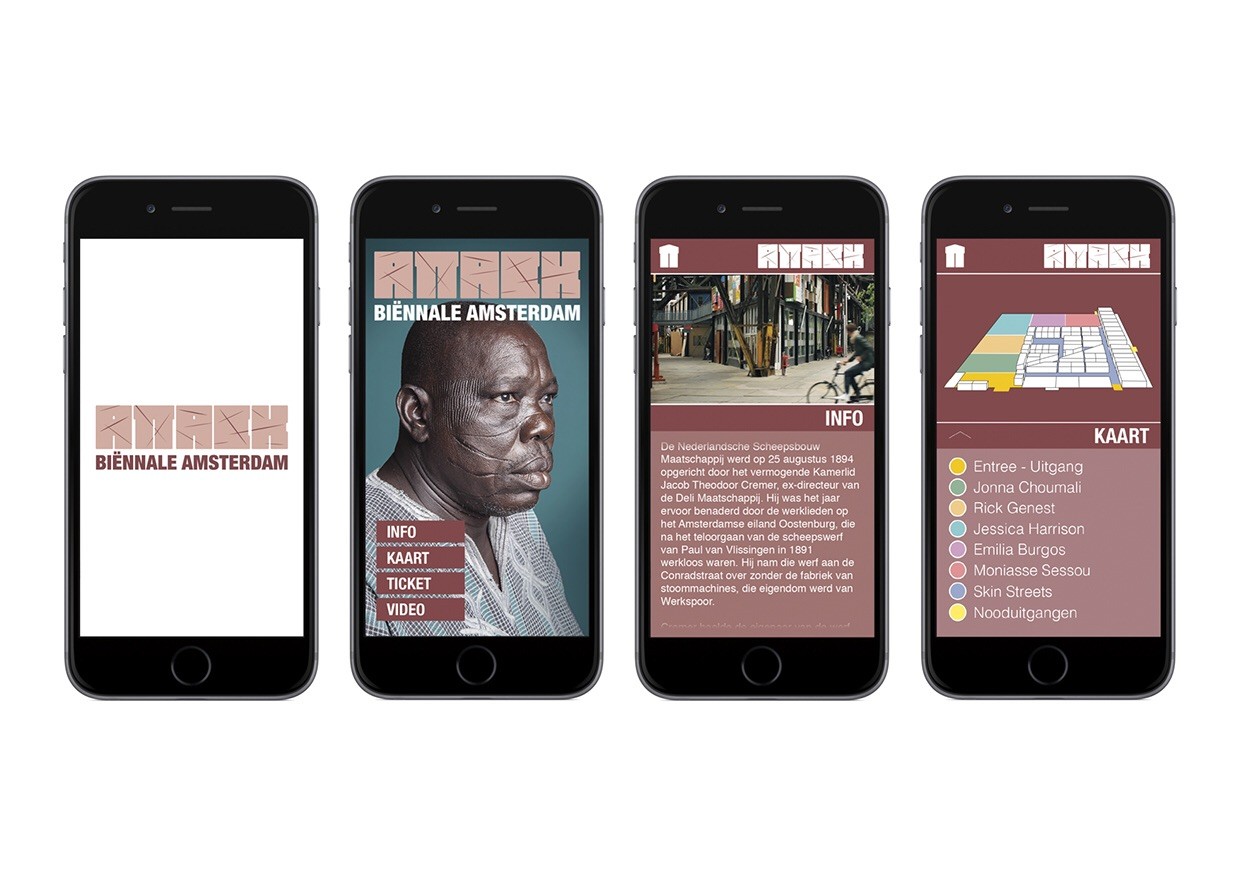 BIËNNALE AMSTERDAM
BIËNNALE AMSTERDAM
INFO
KAART
TICKET
VIDEO
INFO
De Nederlandsche Scheepsbouw
Maatschappij werd op 25 augustus 1894
opgericht door het vermogende Kamerlid
Jacob Theodoor Cremer, ex-directeur van
de Deli Maatschappij. Hij was het jaar
ervoor benaderd door de werklieden op
het Amsterdamse eiland Oostenburg, die
na het teloorgaan van de scheepswerf
van Paul van Vlissingen in 1891
werkloos waren. Hij nam die werf aan de
Conradstraat over zonder de fabriek van
stoommachines, die eigendom werd van
Werkspoor.
KAART
Entree - Uitgang
Jonna Choumali
Rick Genest
Jessica Harrison
Emilia Burgos
Moniasse Sessou
Skin Streets
Nooduitgangen